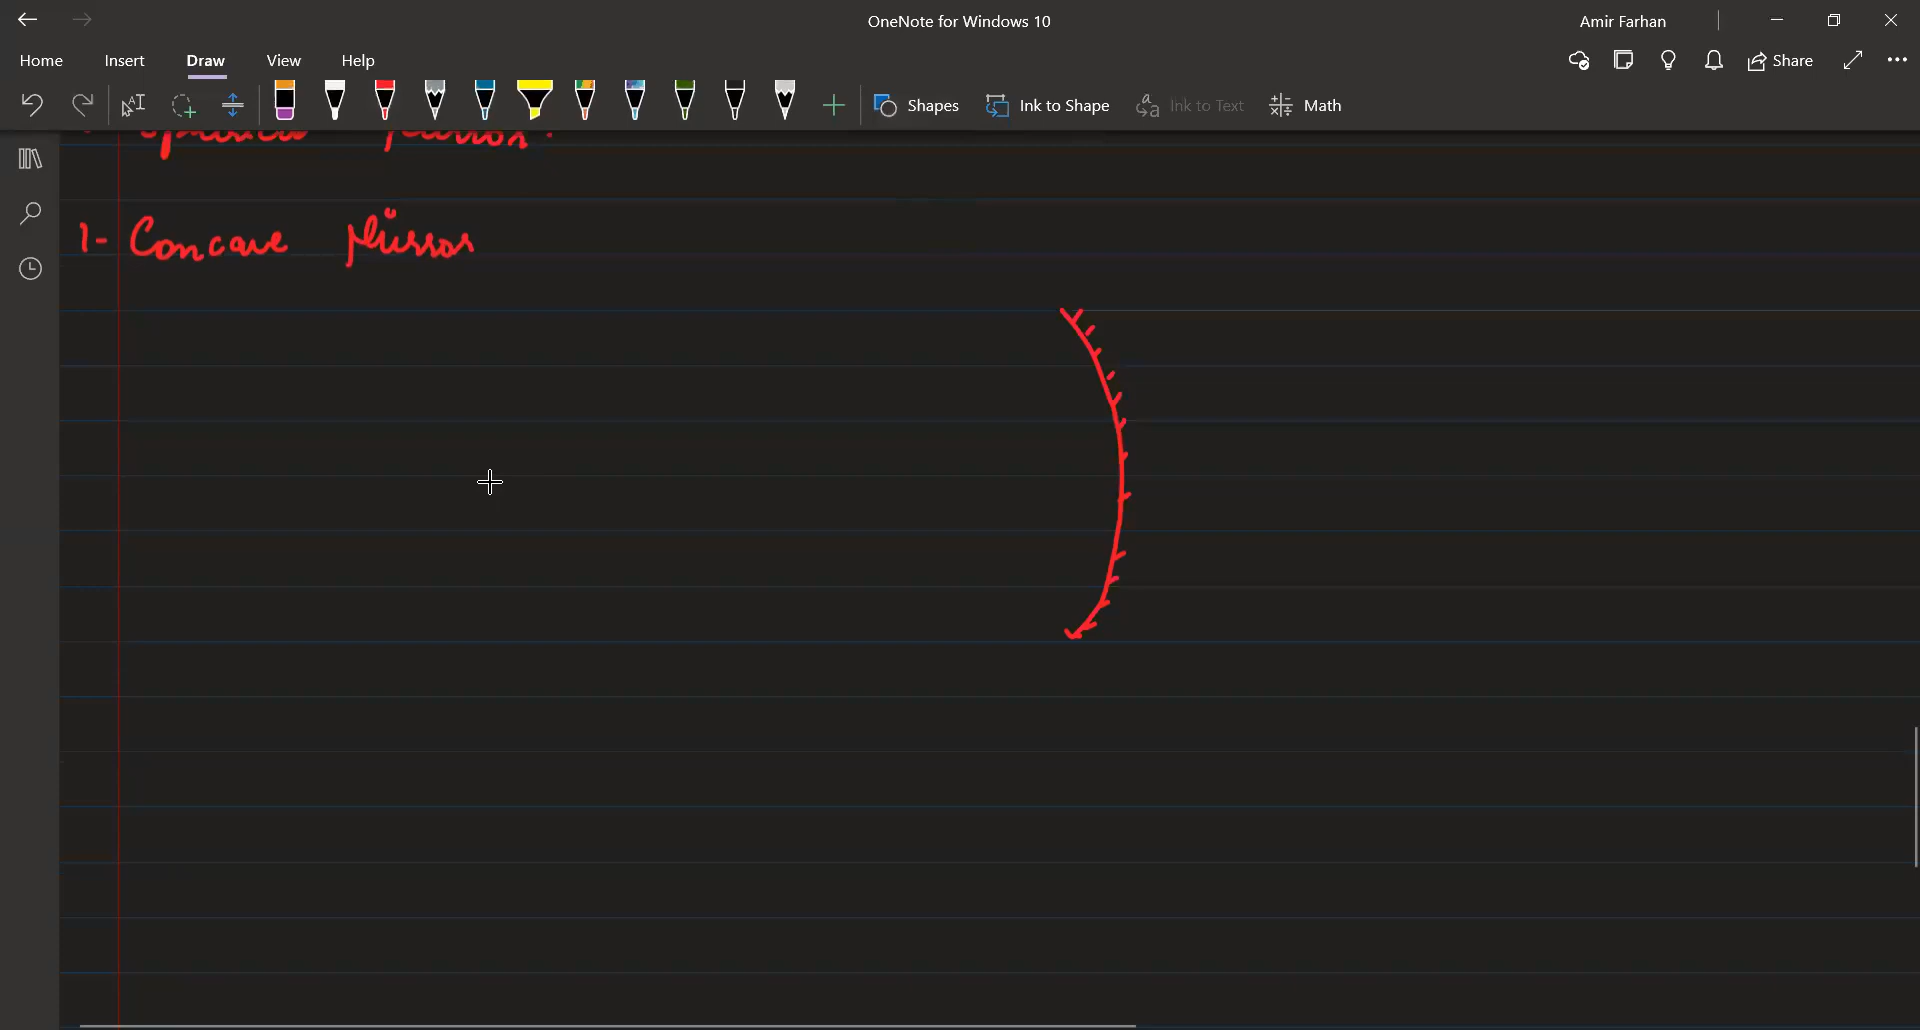 OneNote for Windows 10
Amir Farhan
Home Insert Draw View Help
Share
Shapes Ink to Shape Ink to Text Math
Mirror:
1- Concave Mirror